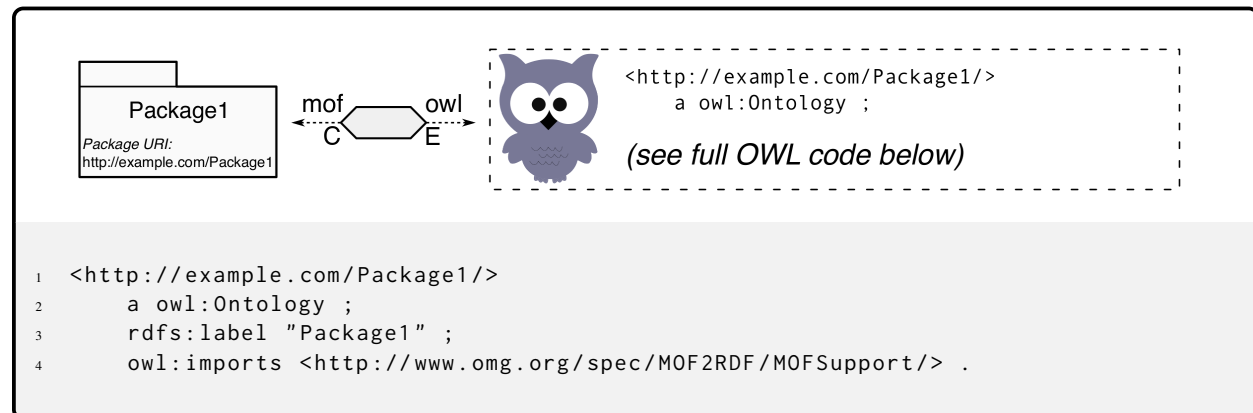 Package1
Package URI:
http://example.com/Package1
mof
owl
C
E
<http://example.com/Package1/>
    a owl:Ontology ;
(see full OWL code below)
1 <http://example.com/Package1/>
2     a owl:Ontology ;
3     rdfs:label "Package1" ;
4     owl:imports <http://www.omg.org/spec/MOF2RDF/MOFSupport/> .